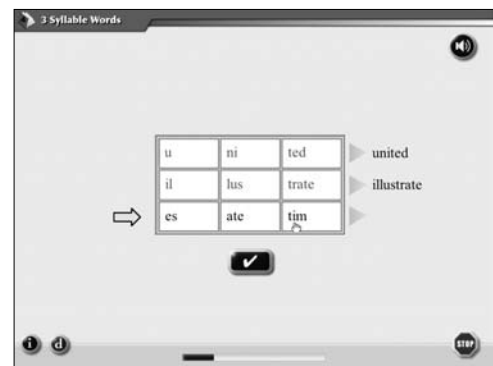 3 Syllable Words
u ni ted united
il lus trate illustrate
es ate tim
i d STOP